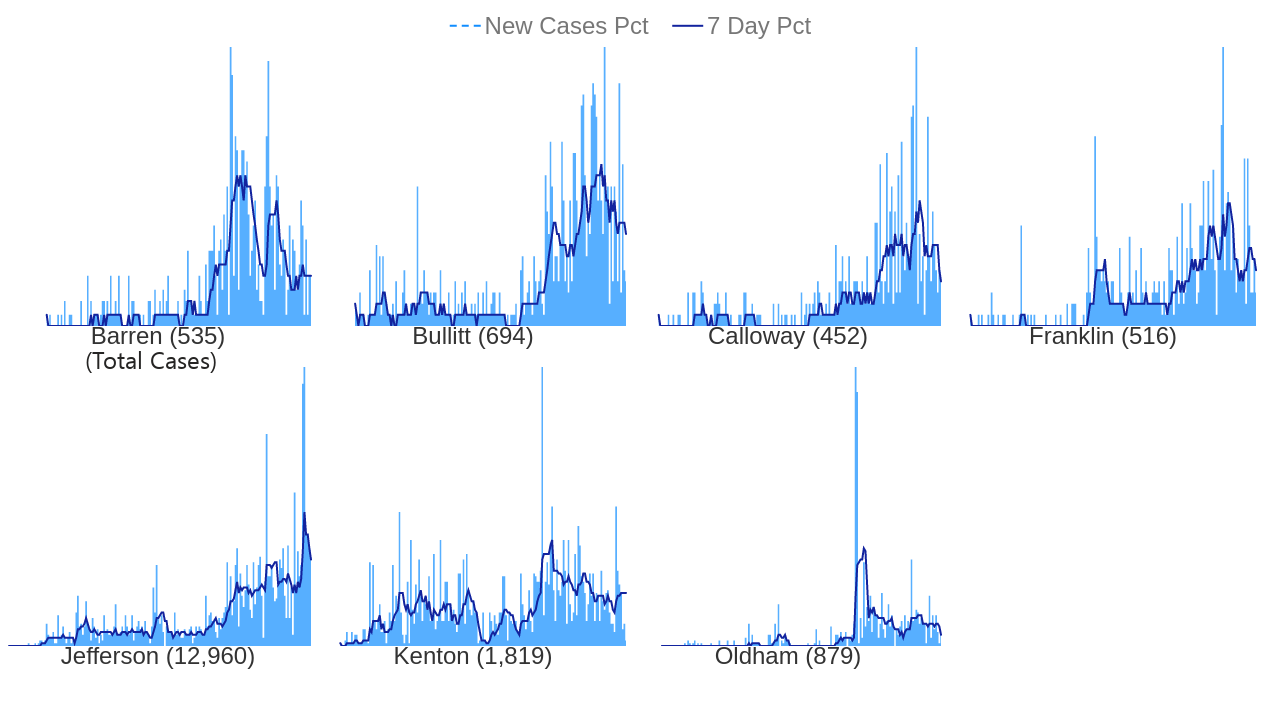 New Cases Pct 7 Day Pct
Barren (535)
(Total Cases)
Bullitt (694)
Calloway (452)
Franklin (516)
Jefferson (12,960)
Kenton (1,819)
Oldham (879)